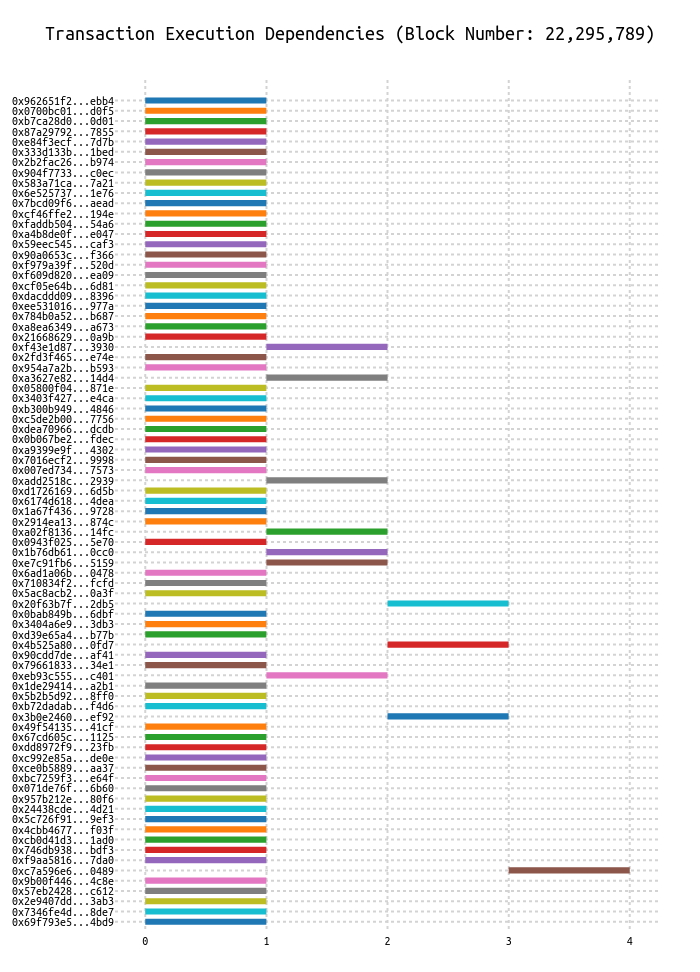 Transaction Execution Dependencies (Block Number: 22,295,789)
0x962651f2...ebb4
0x0700bc01...d0f5
0xb7ca28d0...0d01
0x87a29792...7855
0xe84f3ecf...7d7b
0x333d133b...1bed
0x2b2fac26...b974
0x904f7733...c0ec
0x583a71ca...7a21
0x6e525737...1e76
0x7bcd09f6...aead
0xcf46ffe2...194e
0xfaddb504...54a6
0xa4b8de0f...e047
0x59eec545...caf3
0x90a0653c...f366
0xf979a39f...520d
0xf609d820...ea09
0xcf05e64b...6d81
0xdacddd09...8396
0xee531016...977a
0x784b0a52...b687
0xa8ea6349...a673
0x21668629...0a9b
0xf43e1d87...3930
0x2fd3f465...e74e
0x954a7a2b...b593
0xa3627e82...14d4
0x05800f04...871e
0x3403f427...e4ca
0xb300b949...4846
0xc5de2b00...7756
0xdea70966...dcdb
0x0b067be2...fdec
0xa9399e9f...4302
0x7016ecf2...9998
0x007ed734...7573
0xadd2518c...2939
0xd1726169...6d5b
0x6174d618...4dea
0x1a67f436...9728
0x2914ea13...874c
0xa02f8136...14fc
0x0943f025...5e70
0x1b76db61...0cc0
0xe7c91fb6...5159
0x6ad1a06b...0478
0x710834f2...fcfd
0x5ac8acb2...0a3f
0x20f63b7f...2db5
0x0bab849b...6dbf
0x3404a6e9...3db3
0xd39e65a4...b77b
0x4b525a80...0fd7
0x90cdd7de...af41
0x79661833...34e1
0xeb93c555...c401
0x1de29414...a2b1
0x5b2b5d92...8ff0
0xb72dadab...f4d6
0x3b0e2460...ef92
0x49f54135...41cf
0x67cd605c...1125
0xdd8972f9...23fb
0xc992e85a...de0e
0xce0b5889...aa37
0xbc7259f3...e64f
0x071de76f...6b60
0x957b212e...80f6
0x24438cde...4d21
0x5c726f91...9ef3
0x4cbb4677...f03f
0xcb0d41d3...1ad0
0x746db938...bdf3
0xf9aa5816...7da0
0xc7a596e6...0489
0x9b00f446...4c8e
0x57eb2428...c612
0x2e9407dd...3ab3
0x7346fe4d...8de7
0x69f793e5...4bd9
0 1 2 3 4